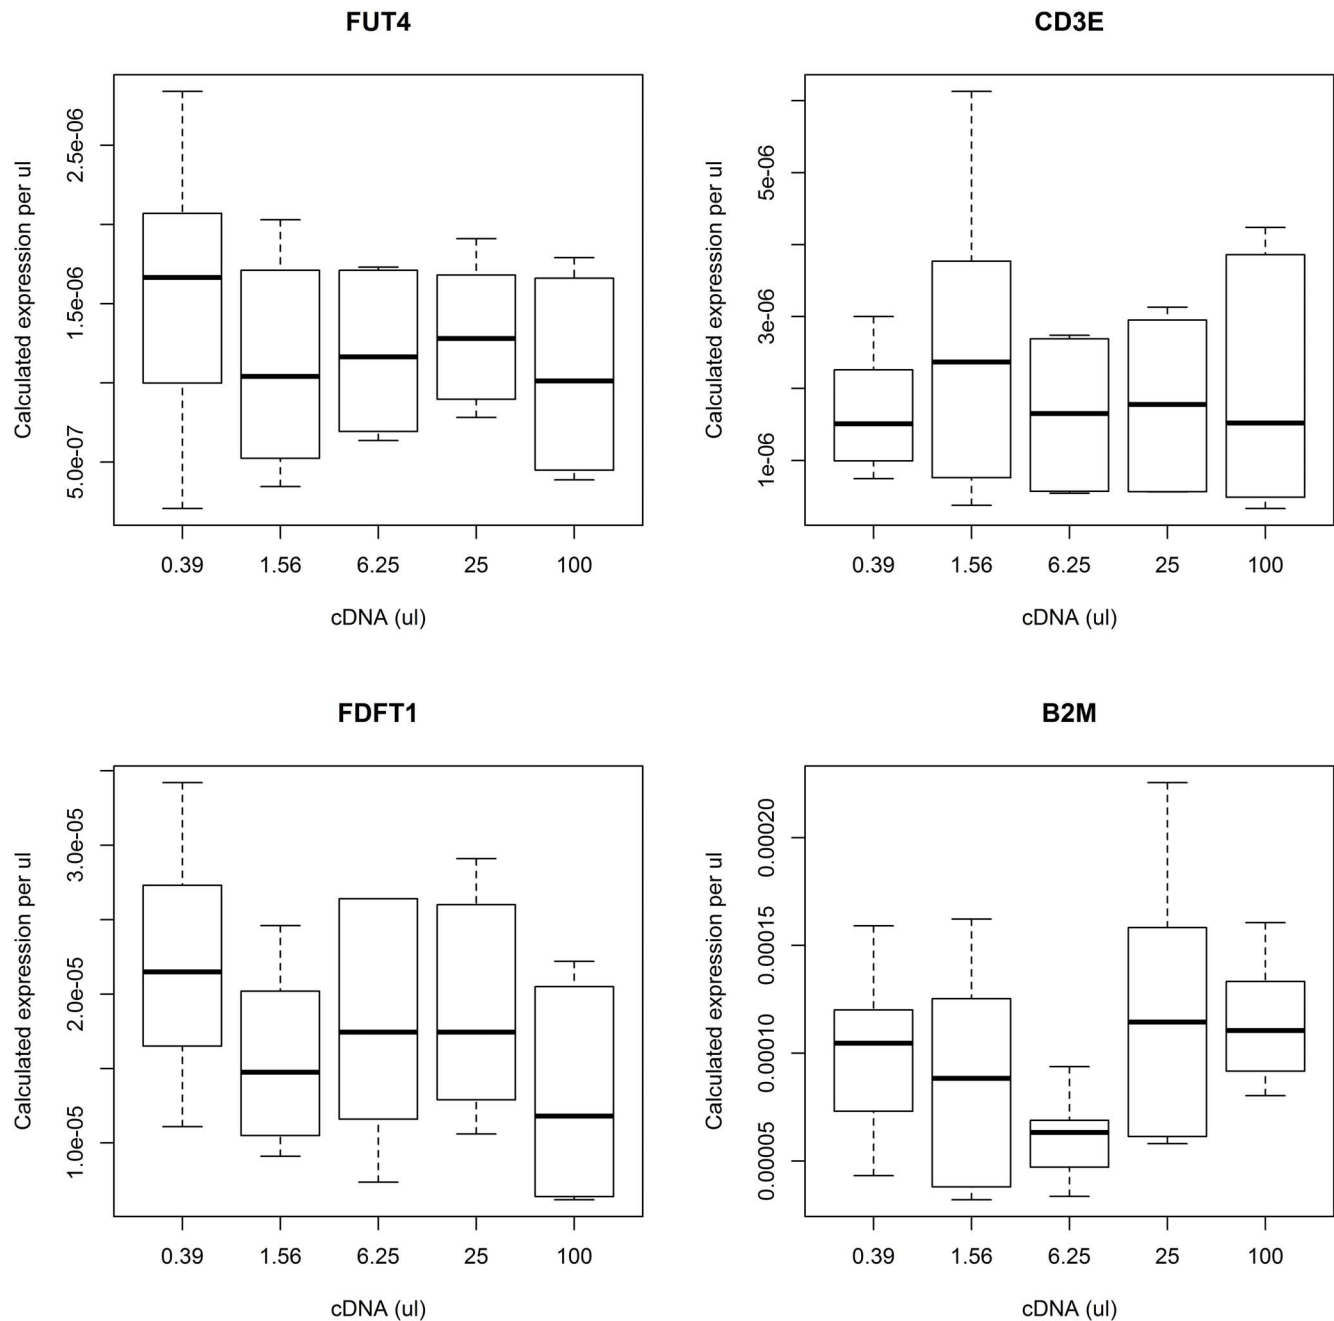 FUT4
Calculated expression per ul
2.5e-06
1.5e-06
5.0e-07
0.39 1.56 6.25 25 100
cDNA (ul)
CD3E
Calculated expression per ul
5e-06
3e-06
1e-06
0.39 1.56 6.25 25 100
cDNA (ul)
FDFT1
Calculated expression per ul
3.0e-05
2.0e-05
1.0e-05
0.39 1.56 6.25 25 100
cDNA (ul)
B2M
Calculated expression per ul
0.00020
0.00015
0.00010
0.00005
0.39 1.56 6.25 25 100
cDNA (ul)